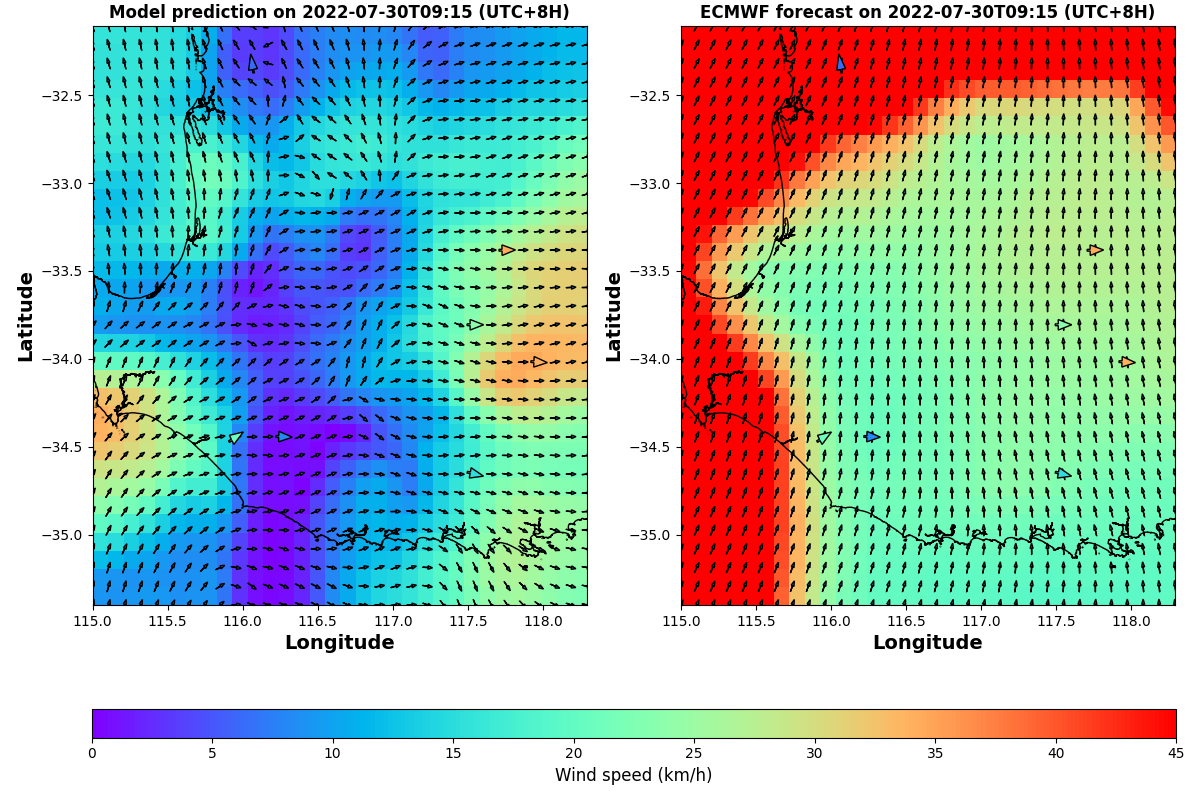 Model prediction on 2022-07-30T09:15 (UTC+8H)
ECMWF forecast on 2022-07-30T09:15 (UTC+8H)
Latitude
−32.5
−33.0
−33.5
−34.0
−34.5
−35.0
115.0 115.5 116.0 116.5 117.0 117.5 118.0
Longitude
Latitude
−32.5
−33.0
−33.5
−34.0
−34.5
−35.0
115.0 115.5 116.0 116.5 117.0 117.5 118.0
Longitude
0 5 10 15 20 25 30 35 40 45
Wind speed (km/h)